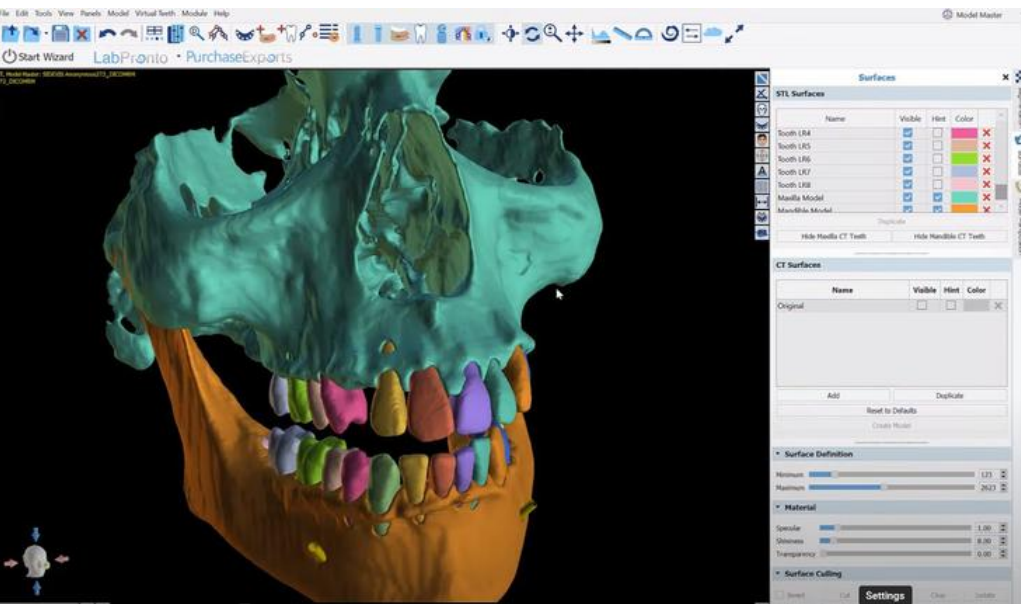 File Edit Tools View Panels Model Virtual Teeth Module Help
Model Master
Start Wizard LabPronto PurchaseExports
Surfaces
STL Surfaces
Name Visible Hint Color
Tooth LR4
Tooth LR5
Tooth LR6
Tooth LR7
Tooth LR8
Maxilla Model
Mandible Model
Duplicate
Hide Maxilla CT Teeth Hide Mandible CT Teeth
CT Surfaces
Name Visible Hint Color
Original
Add Duplicate
Reset to Defaults
Create Model
Surface Definition
Minimum 123
Maximum 2623
Material
Specular 1.00
Shininess 8.00
Transparency 0.00
Surface Culling
Invert Cut Settings Isolate